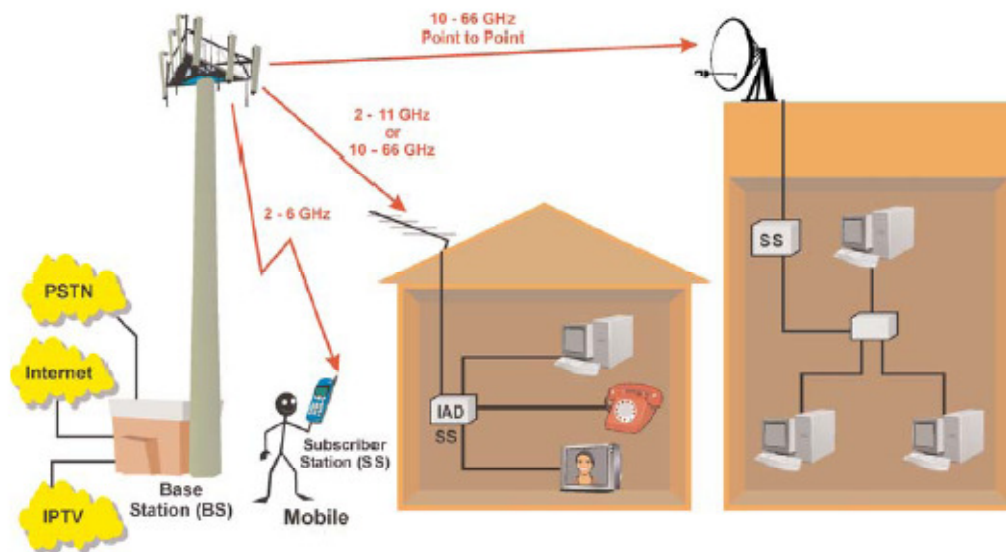 10 - 66 GHz
Point to Point
2 - 11 GHz
or
10 - 66 GHz
2 - 6 GHz
SS
PSTN
Internet
IPTV
Base
Station (BS)
Subscriber
Station (SS)
Mobile
IAD
SS